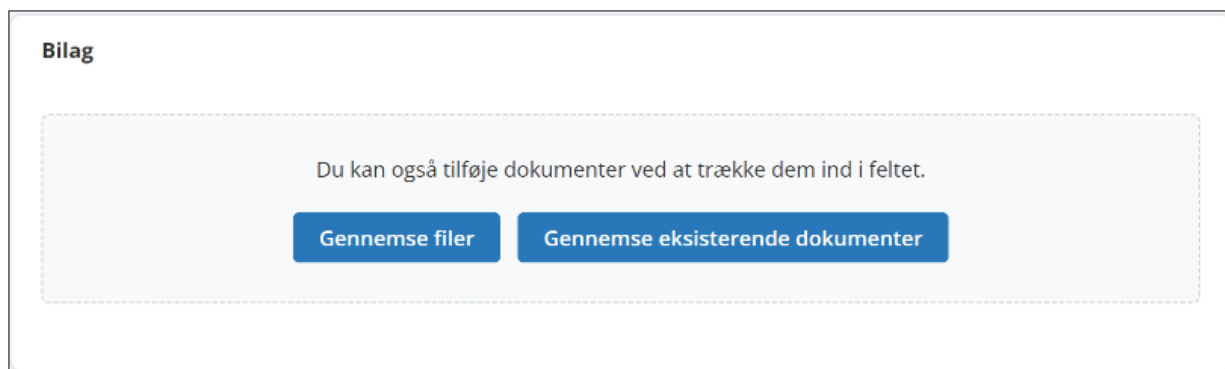 Bilag
Du kan også tilføje dokumenter ved at trække dem ind i feltet.
Gennemse filer
Gennemse eksisterende dokumenter